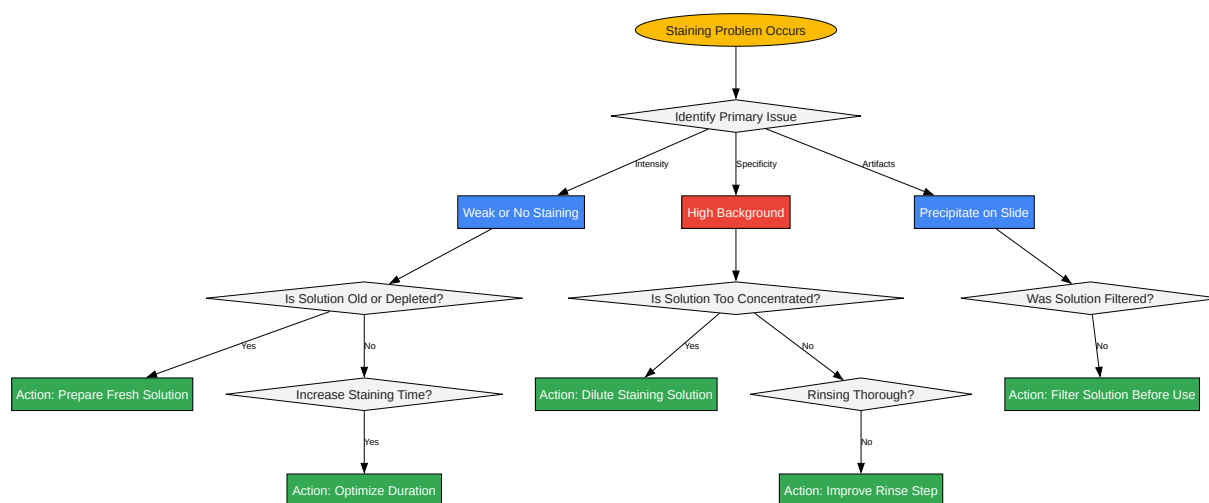 Staining Problem Occurs
Identify Primary Issue
Intensity
Specificity
Artifacts
Weak or No Staining
High Background
Precipitate on Slide
Is Solution Old or Depleted?
Is Solution Too Concentrated?
Was Solution Filtered?
Yes
No
Yes
No
No
Action: Prepare Fresh Solution
Increase Staining Time?
Action: Dilute Staining Solution
Rinsing Thorough?
Action: Filter Solution Before Use
Yes
No
Action: Optimize Duration
Action: Improve Rinse Step